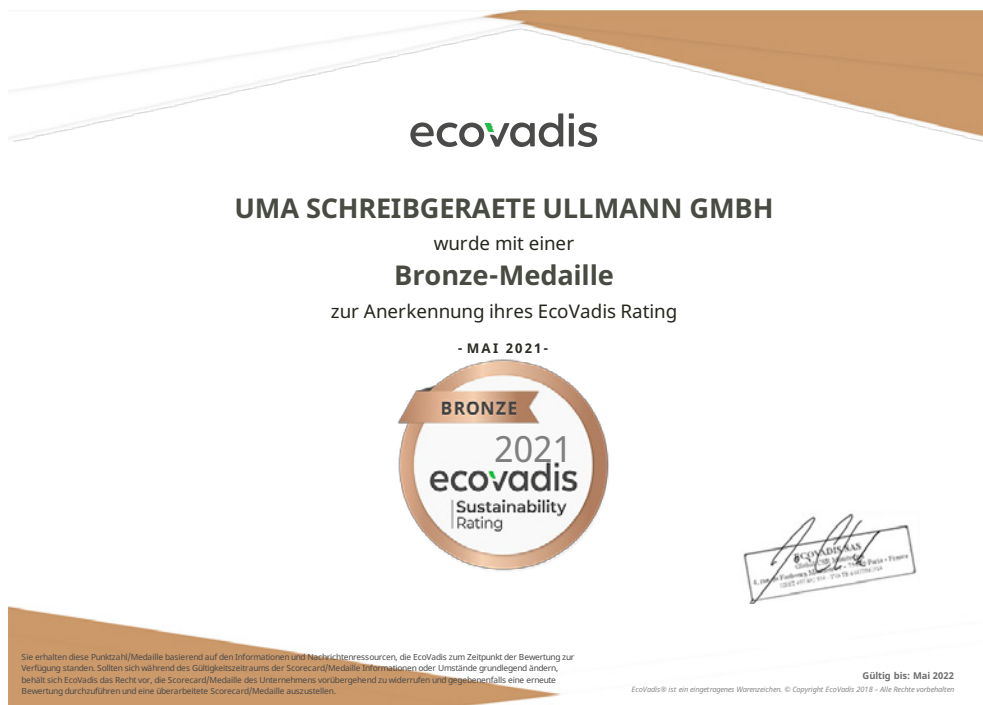 ecovadis
UMA SCHREIBGERAETE ULLMANN GMBH
wurde mit einer
Bronze-Medaille
zur Anerkennung ihres EcoVadis Rating
- MAI 2021-
BRONZE
2021
ecovadis
Sustainability
Rating
ECOVADIS SAS
Sie erhalten diese Punktzahl/Medaille basierend auf den Informationen und Nachrichtenressourcen, die EcoVadis zum Zeitpunkt der Bewertung zur
Verfügung standen. Sollten sich während des Gültigkeitszeitraums der Scorecard/Medaille Informationen oder Umstände grundlegend ändern,
behält sich EcoVadis das Recht vor, die Scorecard/Medaille des Unternehmens vorübergehend zu widerrufen und gegebenenfalls eine erneute
Bewertung durchzuführen und eine überarbeitete Scorecard/Medaille auszustellen.
Gültig bis: Mai 2022
EcoVadis® ist ein eingetragenes Warenzeichen. © Copyright EcoVadis 2018 – Alle Rechte vorbehalten